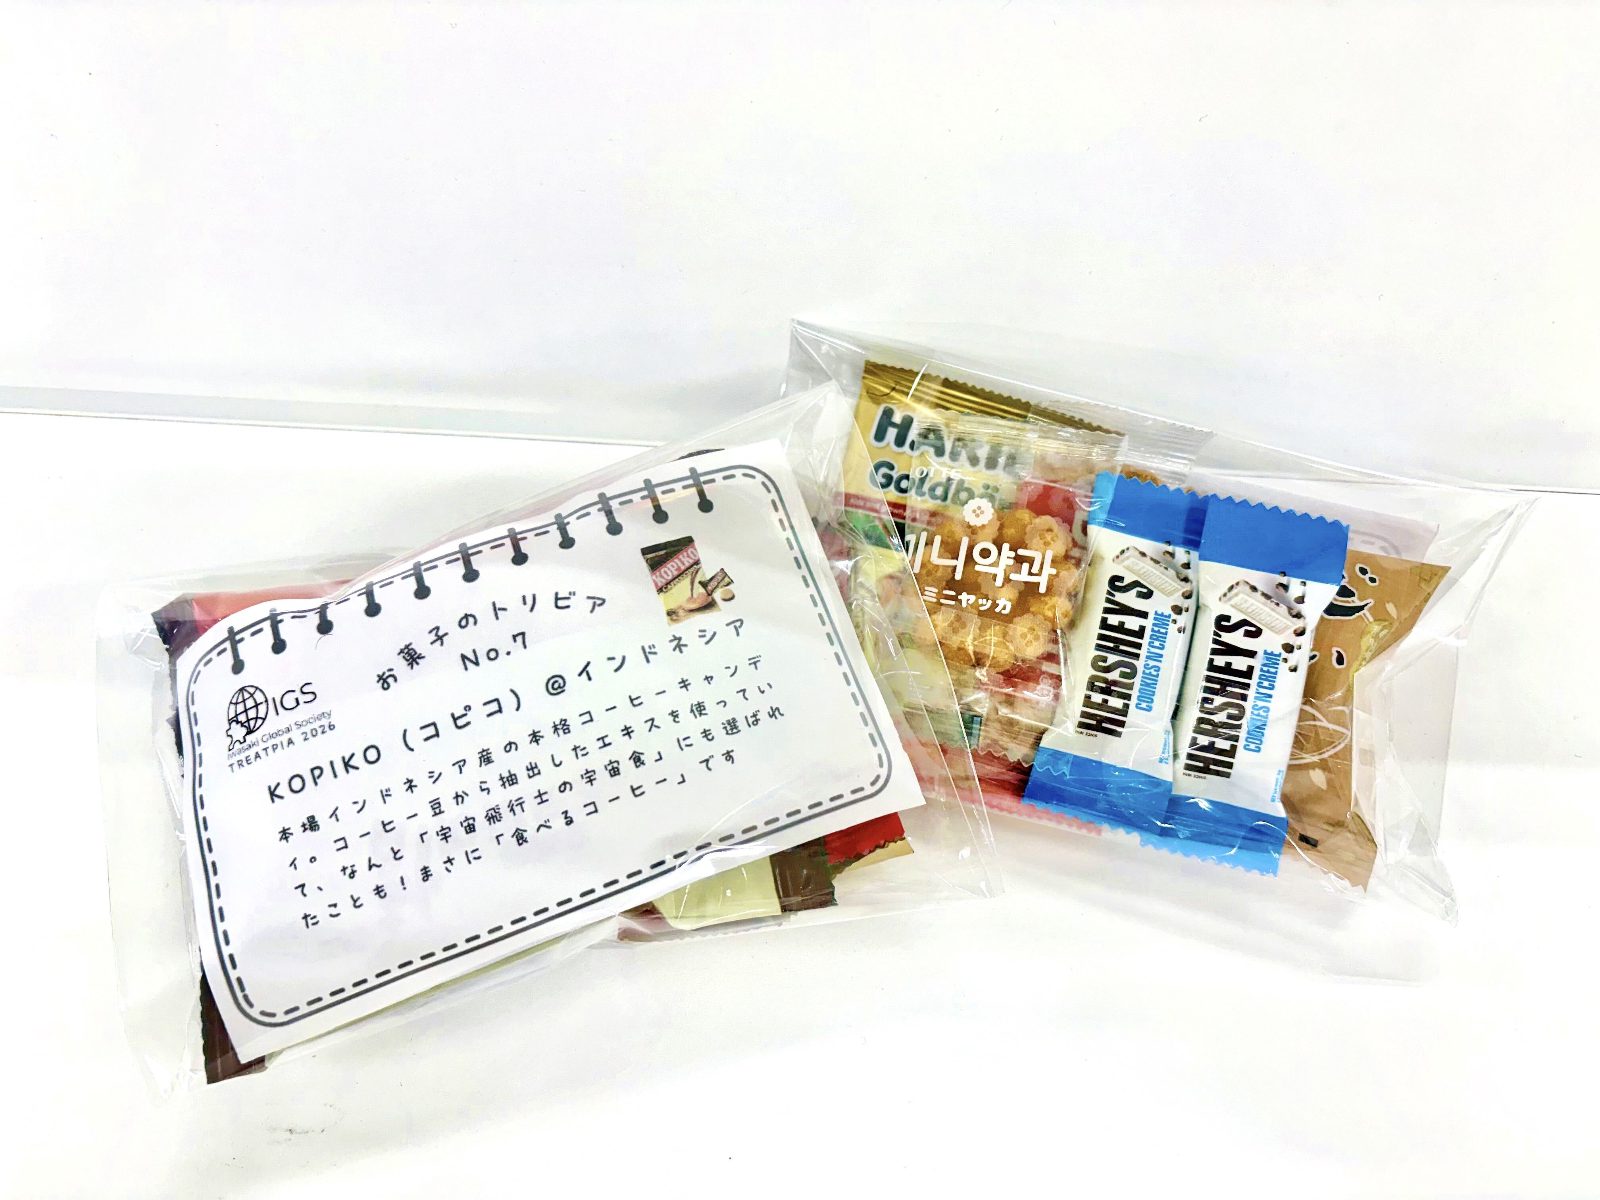 お菓子のトリビア
No.7
IGS
Iwasaki Global Society
TREATPIA 2026
KOPIKO
KOPIKO (コピコ) @インドネシア
本場インドネシア産の本格コーヒーキャンデ
ィ。コーヒー豆から抽出したエキスを使ってい
て、なんと「宇宙飛行士の宇宙食」にも選ばれ
たことも!まさに「食べるコーヒー」です
HARI
Goldbä
LOTTE
미니약과
ミニヤッカ
HERSHEY'S
COOKIES'N'CREME
HERSHEY'S
COOKIES'N'CREME